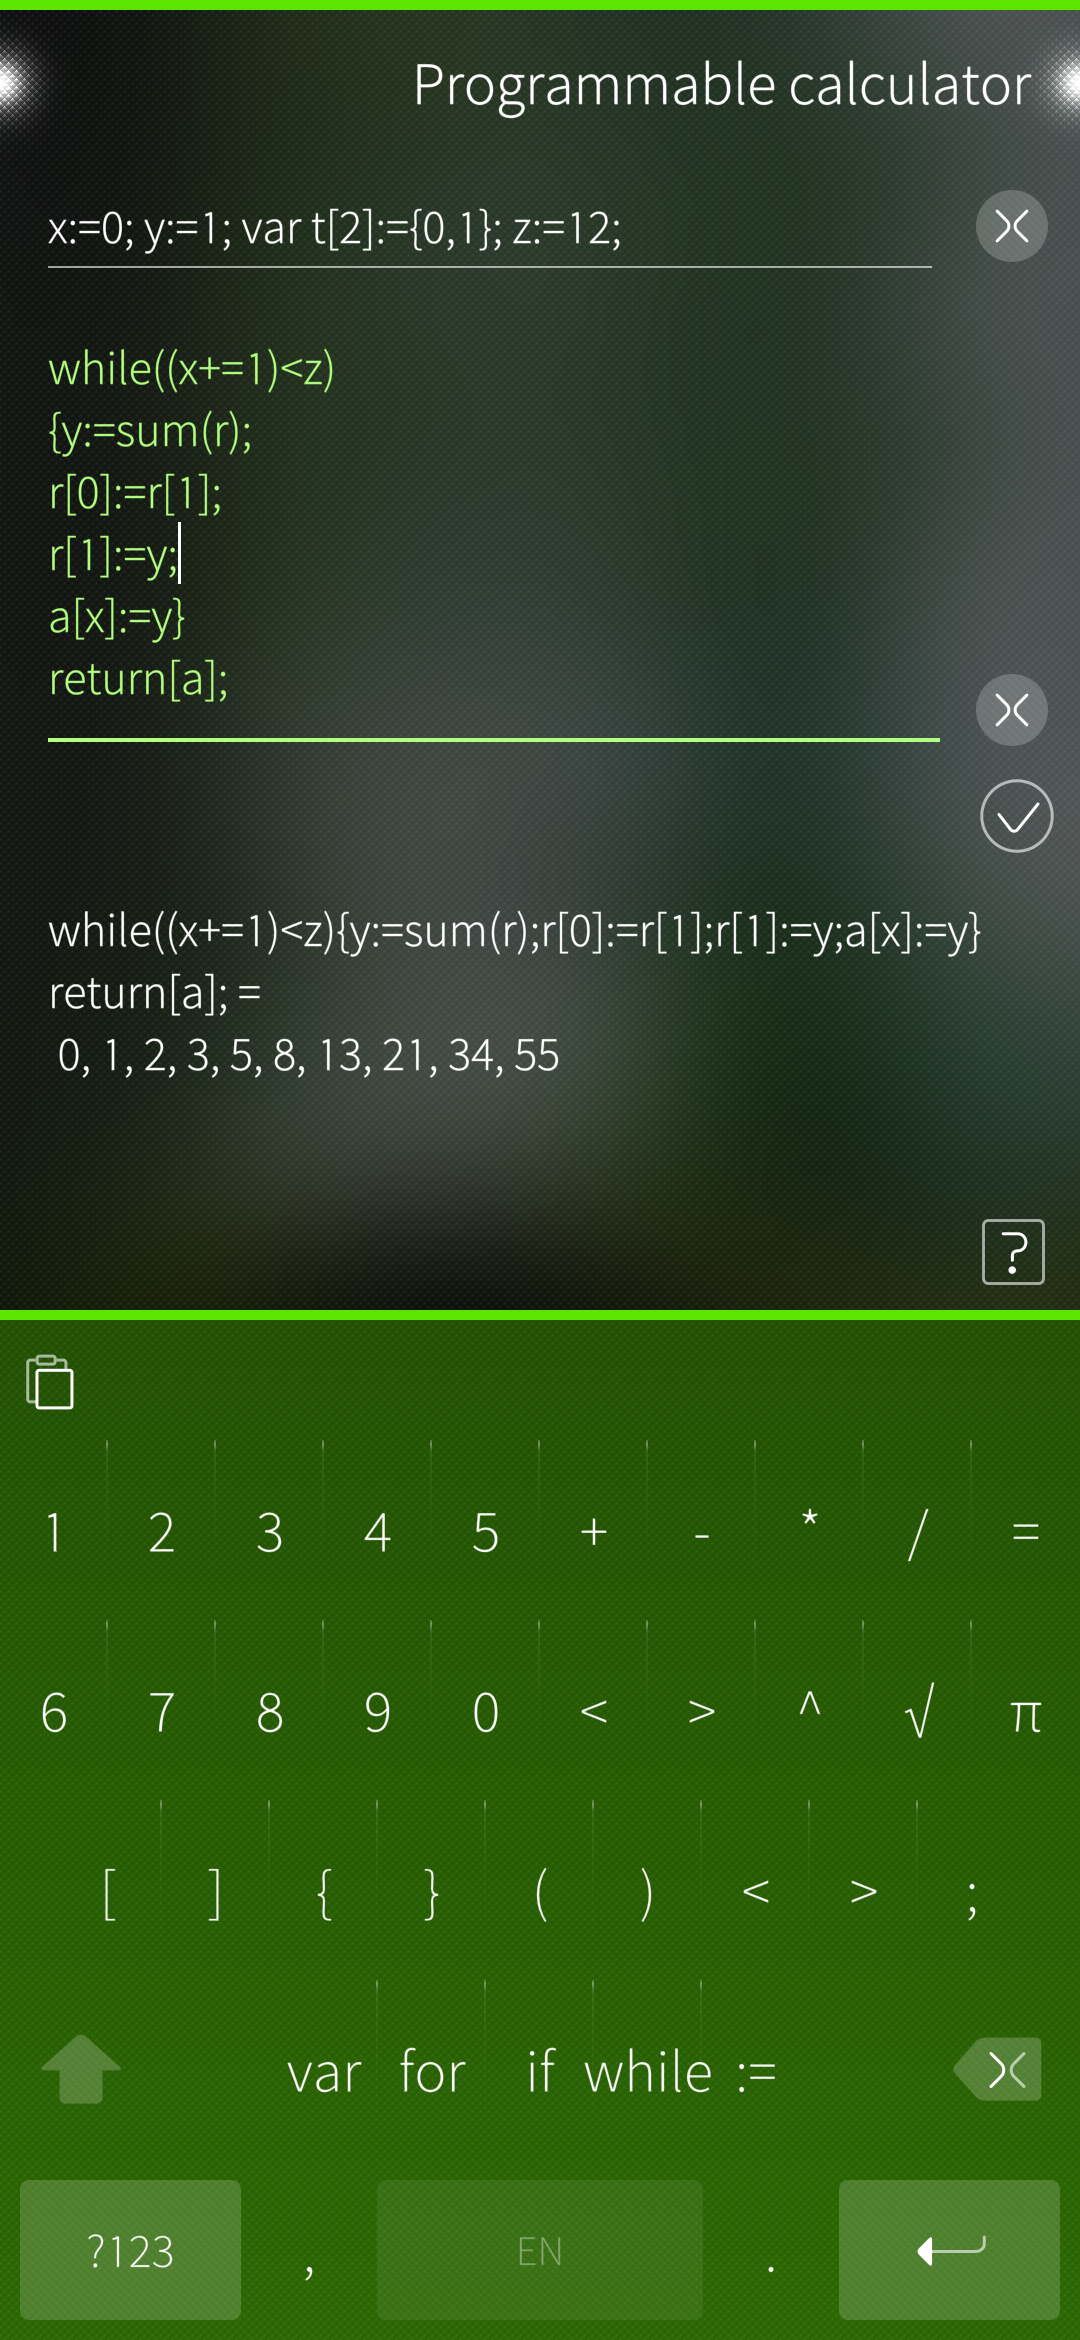 Programmable calculator
x:=0; y:=1; var t[2]:={0,1}; z:=12;
while((x+=1)<z)
{y:=sum(r);
r[0]:=r[1];
r[1]:=y;
a[x]:=y}
return[a];
while((x+=1)<z){y:=sum(r);r[0]:=r[1];r[1]:=y;a[x]:=y}
return[a]; =
0, 1, 2, 3, 5, 8, 13, 21, 34, 55
?
1 2 3 4 5 + - * / =
6 7 8 9 0 < > ^ √ π
[ ] { } ( ) < > ;
var for if while :=
?123 , EN .